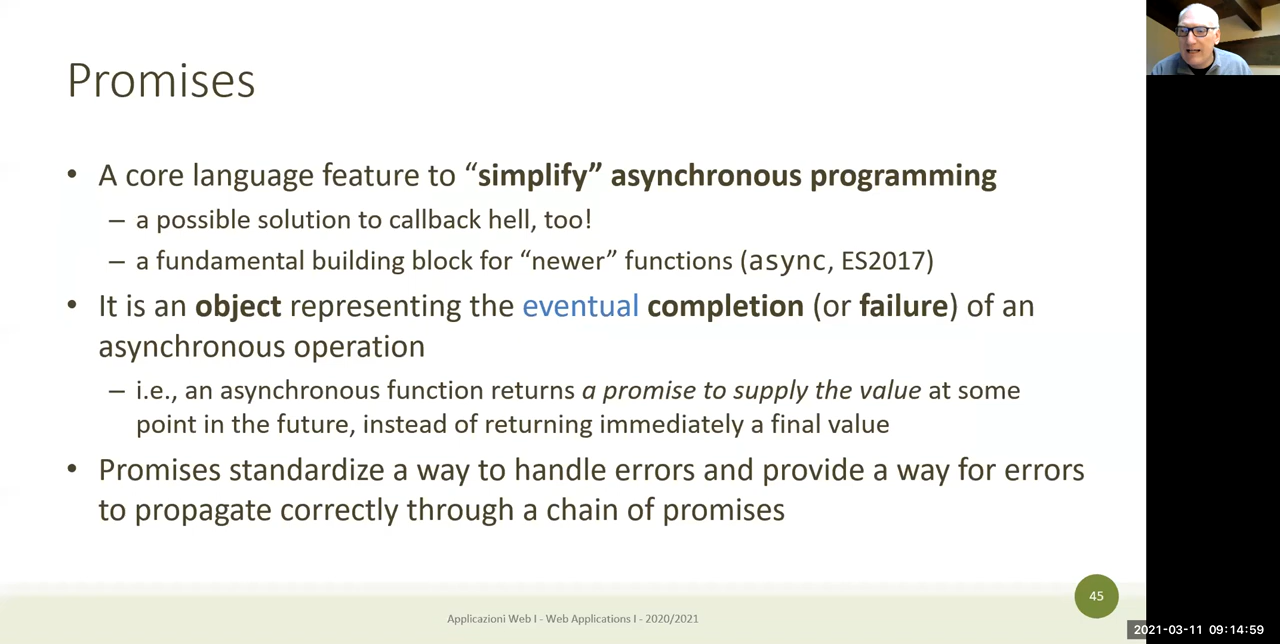 Promises
• A core language feature to “simplify” asynchronous programming
– a possible solution to callback hell, too!
– a fundamental building block for “newer” functions (async, ES2017)
• It is an object representing the eventual completion (or failure) of an
asynchronous operation
– i.e., an asynchronous function returns a promise to supply the value at some
point in the future, instead of returning immediately a final value
• Promises standardize a way to handle errors and provide a way for errors
to propagate correctly through a chain of promises
45
Applicazioni Web I - Web Applications I - 2020/2021
2021-03-11 09:14:59